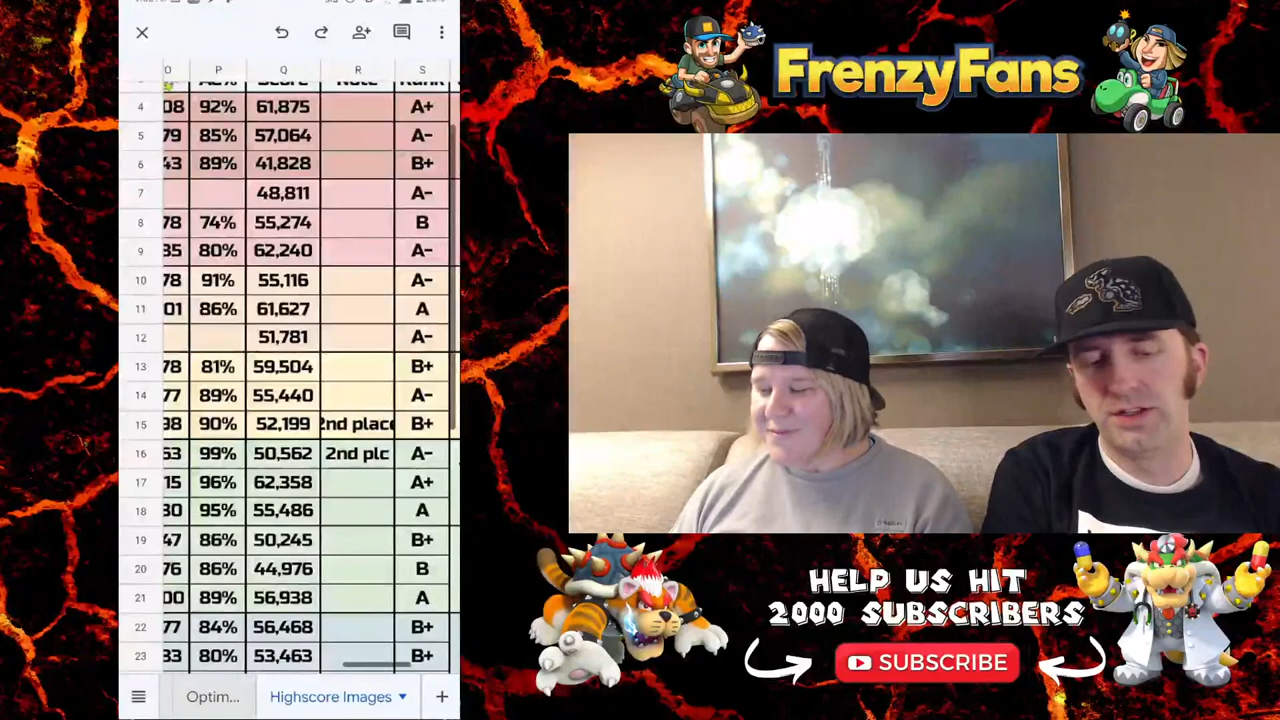 O P Q R S
4 08 92% 61,875 A+
5 79 85% 57,064 A-
6 43 89% 41,828 B+
7 48,811 A-
8 78 74% 55,274 B
9 35 80% 62,240 A-
10 78 91% 55,116 A-
11 01 86% 61,627 A
12 51,781 A-
13 78 81% 59,504 B+
14 77 89% 55,440 A-
15 98 90% 52,199 2nd place B+
16 63 99% 50,562 2nd plc A-
17 15 96% 62,358 A+
18 30 95% 55,486 A
19 47 86% 50,245 B+
20 76 86% 44,976 B
21 00 89% 56,938 A
22 77 84% 56,468 B+
23 33 80% 53,463 B+
Optim... Highscore Images
FrenzyFans
HELP US HIT
2000 SUBSCRIBERS
SUBSCRIBE